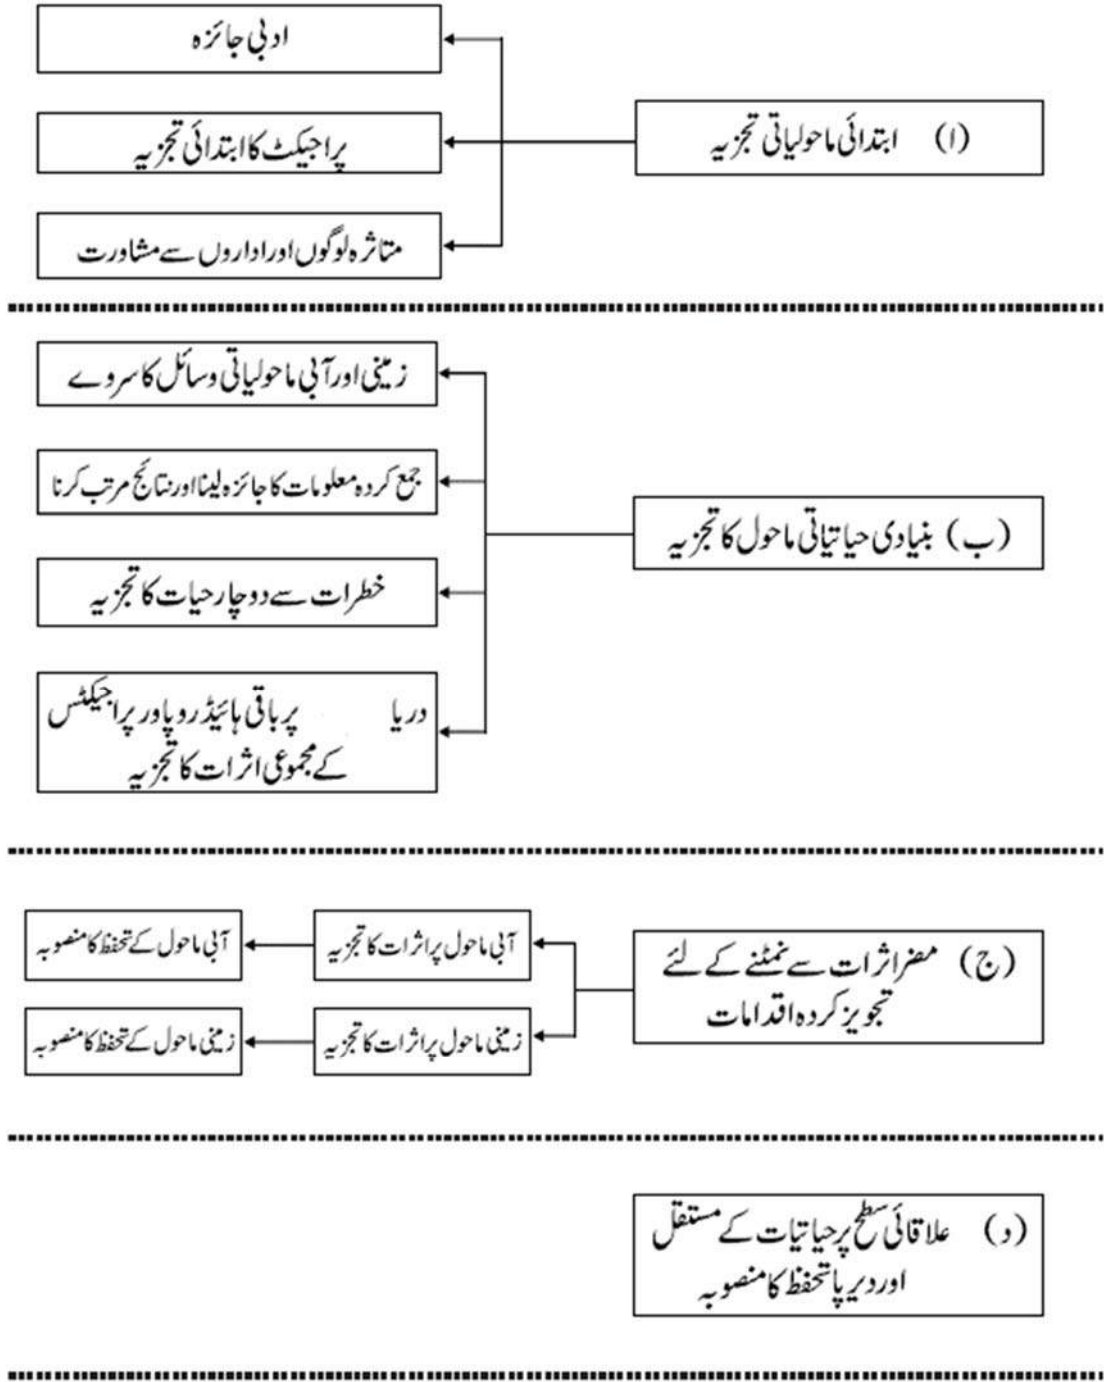 (ا) ابتدائی ماحولیاتی تجزیہ
ادبی جائزہ
پراجیکٹ کا ابتدائی تجزیہ
متاثرہ لوگوں اور اداروں سے مشاورت
(ب) بنیادی حیاتیاتی ماحول کا تجزیہ
زمینی اور آبی ماحولیاتی وسائل کا سروے
جمع کردہ معلومات کا جائزہ لینا اور نتائج مرتب کرنا
خطرات سے دوچار حیات کا تجزیہ
دریا پر باقی ہائیڈرو پاور پراجیکٹس
کے مجموعی اثرات کا تجزیہ
(ج) مضر اثرات سے نمٹنے کے لئے
تجویز کردہ اقدامات
آبی ماحول پر اثرات کا تجزیہ
آبی ماحول کے تحفظ کا منصوبہ
زمینی ماحول پر اثرات کا تجزیہ
زمینی ماحول کے تحفظ کا منصوبہ
(د) علاقائی سطح پر حیاتیات کے مستقل
اور دیرپا تحفظ کا منصوبہ